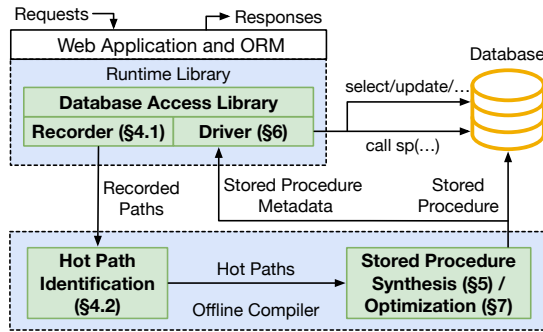 Requests
Responses
Web Application and ORM
Database
Runtime Library
Database Access Library
Recorder (§4.1)
Driver (§6)
select/update/...
call sp(...)
Recorded
Paths
Stored Procedure
Metadata
Stored
Procedure
Hot Path
Identification
(§4.2)
Hot Paths
Offline Compiler
Stored Procedure
Synthesis (§5) /
Optimization (§7)